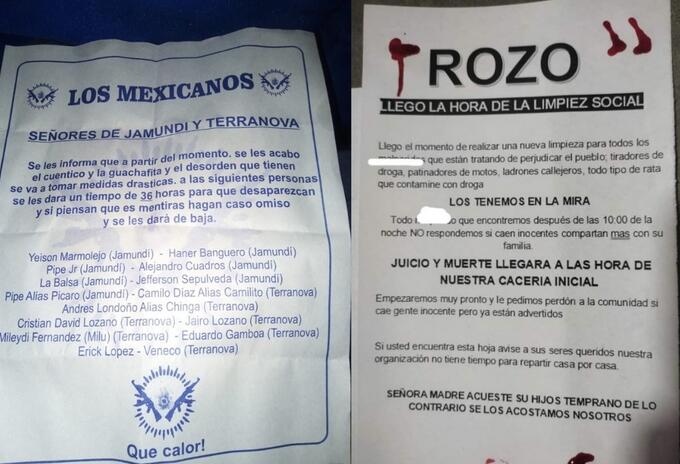 LOS MEXICANOS
SEÑORES DE JAMUNDI Y TERRANOVA
Se les informa que a partir del momento. se les acabo
el cuentico y la guachafita y el desorden que tienen
se va a tomar medidas drasticas. a las siguientes personas
se les dara un tiempo de 36 horas para que desaparezcan
y si piensan que es mentiras hagan caso omiso
y se les dará de baja.
Yeison Marmolejo (Jamundí) - Haner Banguero (Jamundí)
Pipe Jr (Jamundí) - Alejandro Cuadros (Jamundí)
La Balsa (Jamundí) - Jefferson Sepulveda (Jamundí)
Pipe Alías Picaro (Jamundí) - Camilo Díaz Alias Camilito (Terranova)
Andres Londoño Alias Chinga (Terranova)
Cristian David Lozano (Terranova) - Jairo Lozano (Terranova)
Mileydi Fernandez (Milu) (Terranova) - Eduardo Gamboa (Terranova)
Erick Lopez - Veneco (Terranova)
Que calor!
ROZO
LLEGO LA HORA DE LA LIMPIEZ SOCIAL
Llego el momento de realizar una nueva limpieza para todos los
que están tratando de perjudicar el pueblo; tiradores de
droga, patinadores de motos, ladrones callejeros, todo tipo de rata
que contamine con droga
LOS TENEMOS EN LA MIRA
Todo que encontremos después de las 10:00 de la
noche NO respondemos si caen inocentes compartan mas con su
familia.
JUICIO Y MUERTE LLEGARA A LAS HORA DE
NUESTRA CACERIA INICIAL
Empezaremos muy pronto y le pedimos perdón a la comunidad si
cae gente inocente pero ya están advertidos
Si usted encuentra esta hoja avise a sus seres queridos nuestra
organización no tiene tiempo para repartir casa por casa.
SEÑORA MADRE ACUESTE SU HIJOS TEMPRANO DE LO
CONTRARIO SE LOS ACOSTAMOS NOSOTROS